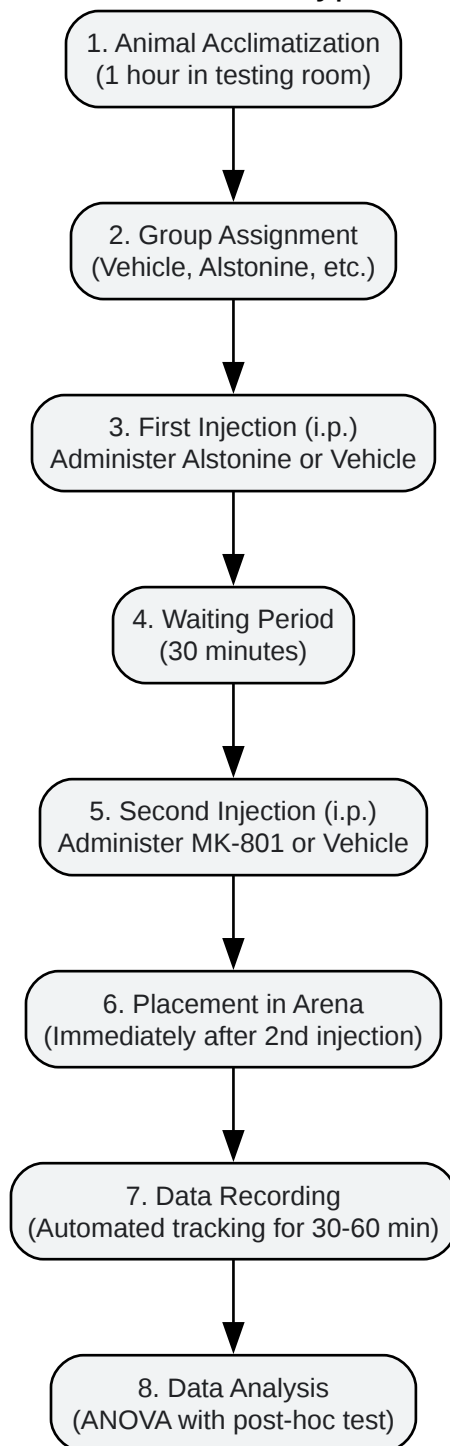 1. Animal Acclimatization
(1 hour in testing room)
2. Group Assignment
(Vehicle, Alstonine, etc.)
3. First Injection (i.p.)
Administer Alstonine or Vehicle
4. Waiting Period
(30 minutes)
5. Second Injection (i.p.)
Administer MK-801 or Vehicle
6. Placement in Arena
(Immediately after 2nd injection)
7. Data Recording
(Automated tracking for 30-60 min)
8. Data Analysis
(ANOVA with post-hoc test)